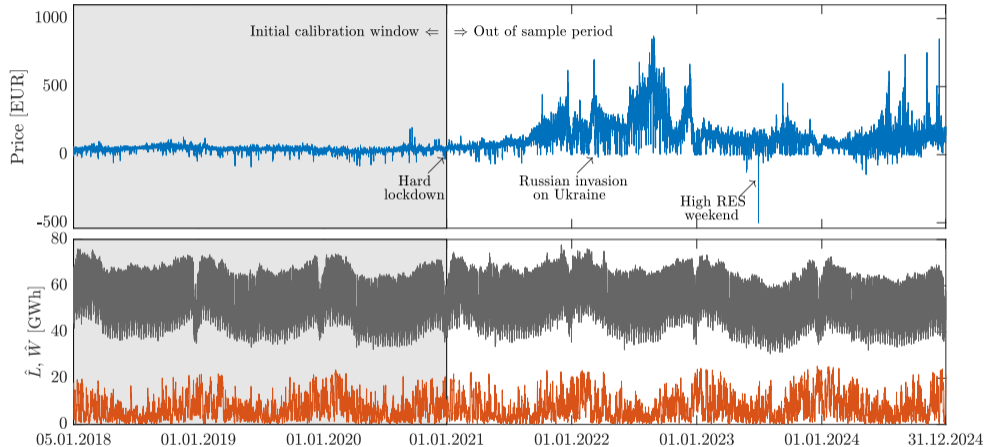 1000
Initial calibration window ⇐ ⇒ Out of sample period
500
Price [EUR]
0
Hard
lockdown
Russian invasion
on Ukraine
High RES
weekend
-500
80
60
L̂, Ŵ [GWh]
40
20
0
05.01.2018 01.01.2019 01.01.2020 01.01.2021 01.01.2022 01.01.2023 01.01.2024 31.12.2024